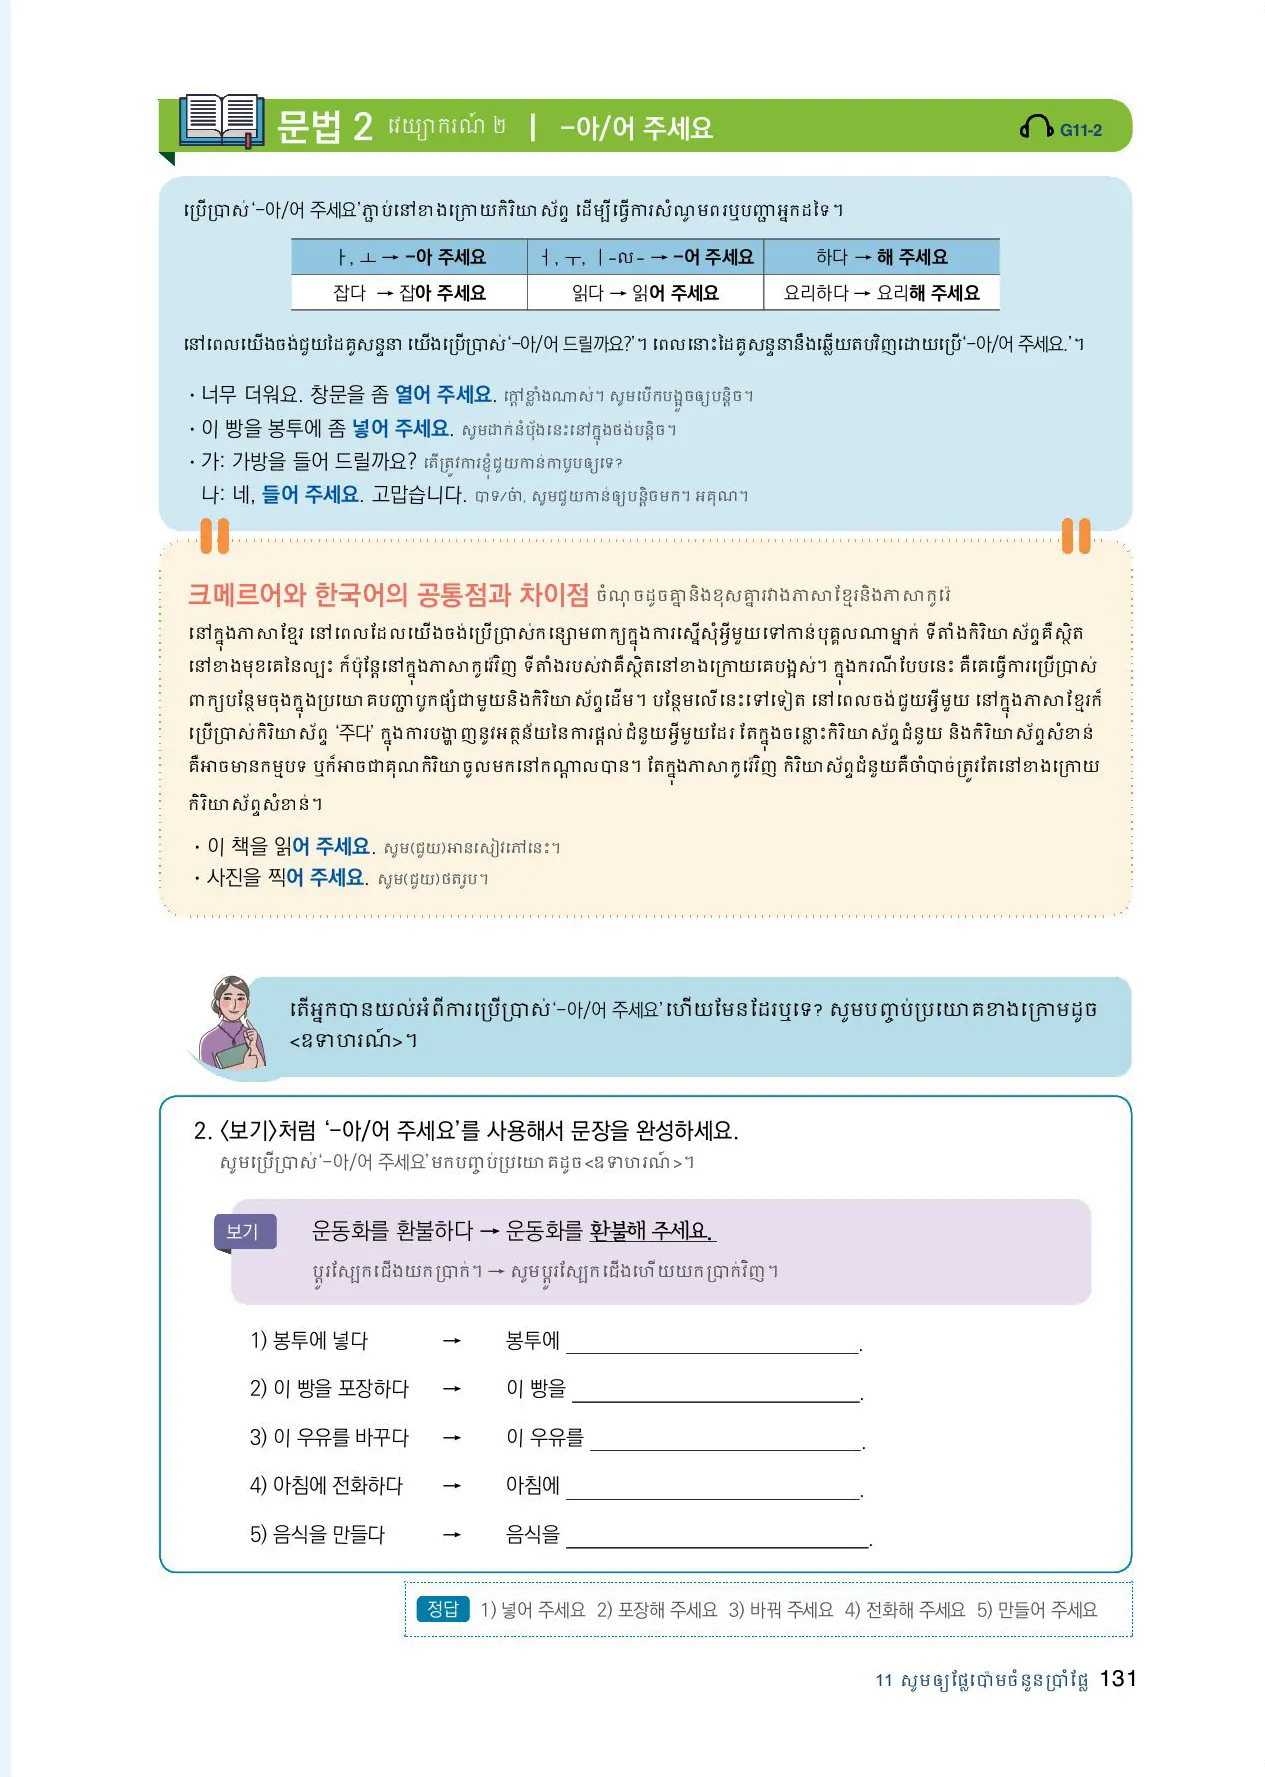 문법 2 វេយ្យាករណ៍ ២ | -아/어 주세요 G11-2
ប្រើប្រាស់ ‘-아/어 주세요’ ភ្ជាប់នៅខាងក្រោយកិរិយាស័ព្ទ ដើម្បីធ្វើការសំណូមពរឬបញ្ជាអ្នកដទៃ។
ㅏ, ㅗ → -아 주세요 ㅓ, ㅜ, ㅣ-ល- → -어 주세요 하다 → 해 주세요
잡다 → 잡아 주세요 읽다 → 읽어 주세요 요리하다 → 요리해 주세요
នៅពេលយើងចង់ជួយដៃគូសន្ទនា យើងប្រើប្រាស់ ‘-아/어 드릴까요?’។ ពេលនោះដៃគូសន្ទនានឹងឆ្លើយតបវិញដោយប្រើ ‘-아/어 주세요.’។
· 너무 더워요. 창문을 좀 열어 주세요. ក្តៅខ្លាំងណាស់។ សូមបើកបង្អួចឲ្យបន្តិច។
· 이 빵을 봉투에 좀 넣어 주세요. សូមដាក់នំប៉័ងនេះនៅក្នុងថង់បន្តិច។
· 가: 가방을 들어 드릴까요? តើត្រូវការខ្ញុំជួយកាន់កាបូបឲ្យទេ?
나: 네, 들어 주세요. 고맙습니다. បាទ/ចា៎, សូមជួយកាន់ឲ្យបន្តិចមក។ អគុណ។
크메르어와 한국어의 공통점과 차이점 ចំណុចដូចគ្នានិងខុសគ្នារវាងភាសាខ្មែរនិងភាសាកូរ៉េ
នៅក្នុងភាសាខ្មែរ នៅពេលដែលយើងចង់ប្រើប្រាស់កន្សោមពាក្យក្នុងការស្នើសុំអ្វីមួយទៅកាន់បុគ្គលណាម្នាក់ ទីតាំងកិរិយាស័ព្ទគឺស្ថិត
នៅខាងមុខគេនៃល្បះ ក៏ប៉ុន្តែនៅក្នុងភាសាកូរ៉េវិញ ទីតាំងរបស់វាគឺស្ថិតនៅខាងក្រោយគេបង្អស់។ ក្នុងករណីបែបនេះ គឺគេធ្វើការប្រើប្រាស់
ពាក្យបន្ថែមចុងក្នុងប្រយោគបញ្ជាបូកផ្សំជាមួយនិងកិរិយាស័ព្ទដើម។ បន្ថែមលើនេះទៅទៀត នៅពេលចង់ជួយអ្វីមួយ នៅក្នុងភាសាខ្មែរក៏
ប្រើប្រាស់កិរិយាស័ព្ទ ‘주다’ ក្នុងការបង្ហាញនូវអត្ថន័យនៃការផ្តល់ជំនួយអ្វីមួយដែរ តែក្នុងចន្លោះកិរិយាស័ព្ទជំនួយ និងកិរិយាស័ព្ទសំខាន់
គឺអាចមានកម្មបទ ឬក៏អាចជាគុណកិរិយាចូលមកនៅកណ្តាលបាន។ តែក្នុងភាសាកូរ៉េវិញ កិរិយាស័ព្ទជំនួយគឺចាំបាច់ត្រូវតែនៅខាងក្រោយ
កិរិយាស័ព្ទសំខាន់។
· 이 책을 읽어 주세요. សូម(ជួយ)អានសៀវភៅនេះ។
· 사진을 찍어 주세요. សូម(ជួយ)ថតរូប។
តើអ្នកបានយល់អំពីការប្រើប្រាស់ ‘-아/어 주세요’ ហើយមែនដែរឬទេ? សូមបញ្ចប់ប្រយោគខាងក្រោមដូច
<ឧទាហរណ៍>។
2. <보기>처럼 ‘-아/어 주세요’를 사용해서 문장을 완성하세요.
សូមប្រើប្រាស់ ‘-아/어 주세요’ មកបញ្ចប់ប្រយោគដូច <ឧទាហរណ៍>។
보기 운동화를 환불하다 → 운동화를 환불해 주세요.
ប្តូរស្បែកជើងយកប្រាក់។ → សូមប្តូរស្បែកជើងហើយយកប្រាក់វិញ។
1) 봉투에 넣다 → 봉투에 .
2) 이 빵을 포장하다 → 이 빵을 .
3) 이 우유를 바꾸다 → 이 우유를 .
4) 아침에 전화하다 → 아침에 .
5) 음식을 만들다 → 음식을 .
정답 1) 넣어 주세요 2) 포장해 주세요 3) 바꿔 주세요 4) 전화해 주세요 5) 만들어 주세요
11 សូមឲ្យផ្លែប៉ោមចំនួនប្រាំផ្លែ 131